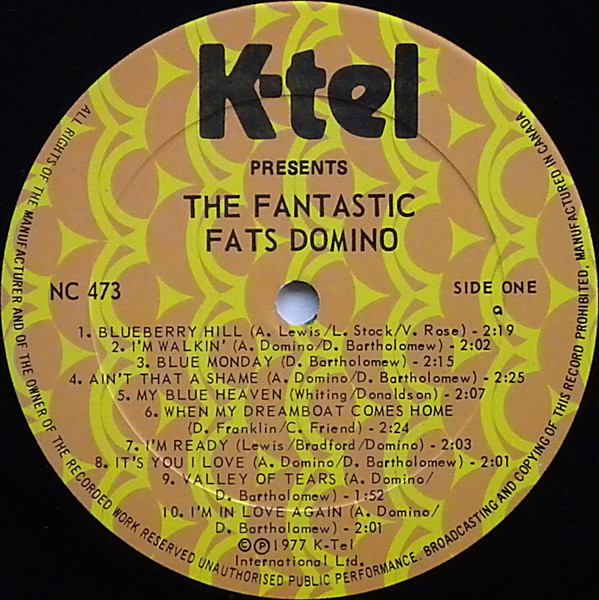 K-tel
PRESENTS
THE FANTASTIC
FATS DOMINO
NC 473
SIDE ONE
a
1. BLUEBERRY HILL (A. Lewis/L. Stock/V. Rose) - 2:19
2. I'M WALKIN' (A. Domino/D. Bartholomew) - 2:02
3. BLUE MONDAY (D. Bartholomew) - 2:15
4. AIN'T THAT A SHAME (A. Domino/D. Bartholomew) - 2:25
5. MY BLUE HEAVEN (Whiting/Donaldson) - 2:07
6. WHEN MY DREAMBOAT COMES HOME
(D. Franklin/C. Friend) - 2:24
7. I'M READY (Lewis/Bradford/Domino) - 2:03
8. IT'S YOU I LOVE (A. Domino/D. Bartholomew) - 2:01
9. VALLEY OF TEARS (A. Domino/
D. Bartholomew) - 1:52
10. I'M IN LOVE AGAIN (A. Domino/
D. Bartholomew) - 2:01
© ℗ 1977 K-Tel
International Ltd.
ALL RIGHTS OF THE MANUFACTURER AND OF THE OWNER OF THE RECORDED WORK RESERVED UNAUTHORISED PUBLIC PERFORMANCE, BROADCASTING AND COPYING OF THIS RECORD PROHIBITED, MANUFACTURED IN CANADA